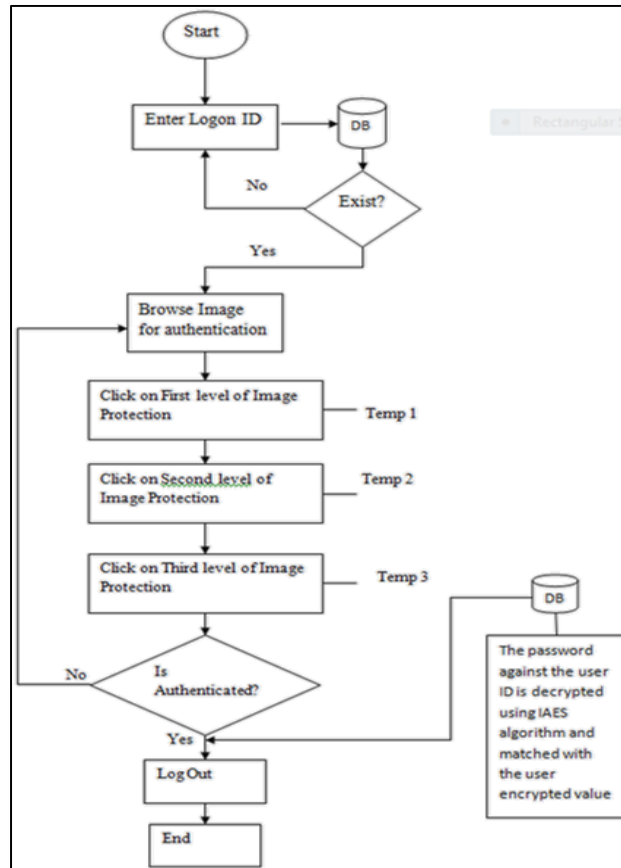 Start
Enter Logon ID
DB
Rectangular S
No
Exist?
Yes
Browse Image
for authentication
Click on First level of Image
Protection
Temp 1
Click on Second level of
Image Protection
Temp 2
Click on Third level of Image
Protection
Temp 3
DB
No
Is
Authenticated?
The password
against the user
ID is decrypted
using IAES
algorithm and
matched with
the user
encrypted value
Yes
Log Out
End